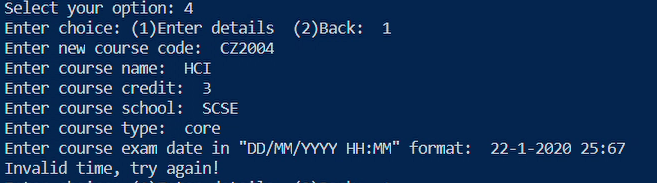 Select your option: 4
Enter choice: (1)Enter details  (2)Back:  1
Enter new course code:  CZ2004
Enter course name:  HCI
Enter course credit:  3
Enter course school:  SCSE
Enter course type:  core
Enter course exam date in "DD/MM/YYYY HH:MM" format:  22-1-2020 25:67
Invalid time, try again!